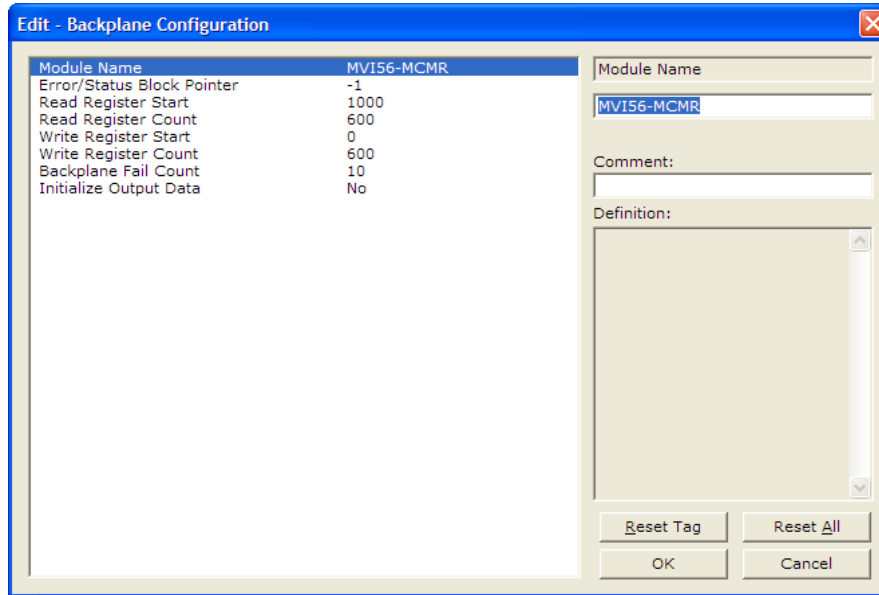 Edit - Backplane Configuration
Module Name MVI56-MCMR
Error/Status Block Pointer -1
Read Register Start 1000
Read Register Count 600
Write Register Start 0
Write Register Count 600
Backplane Fail Count 10
Initialize Output Data No
Module Name
MVI56-MCMR
Comment:
Definition:
Reset Tag Reset All
OK Cancel